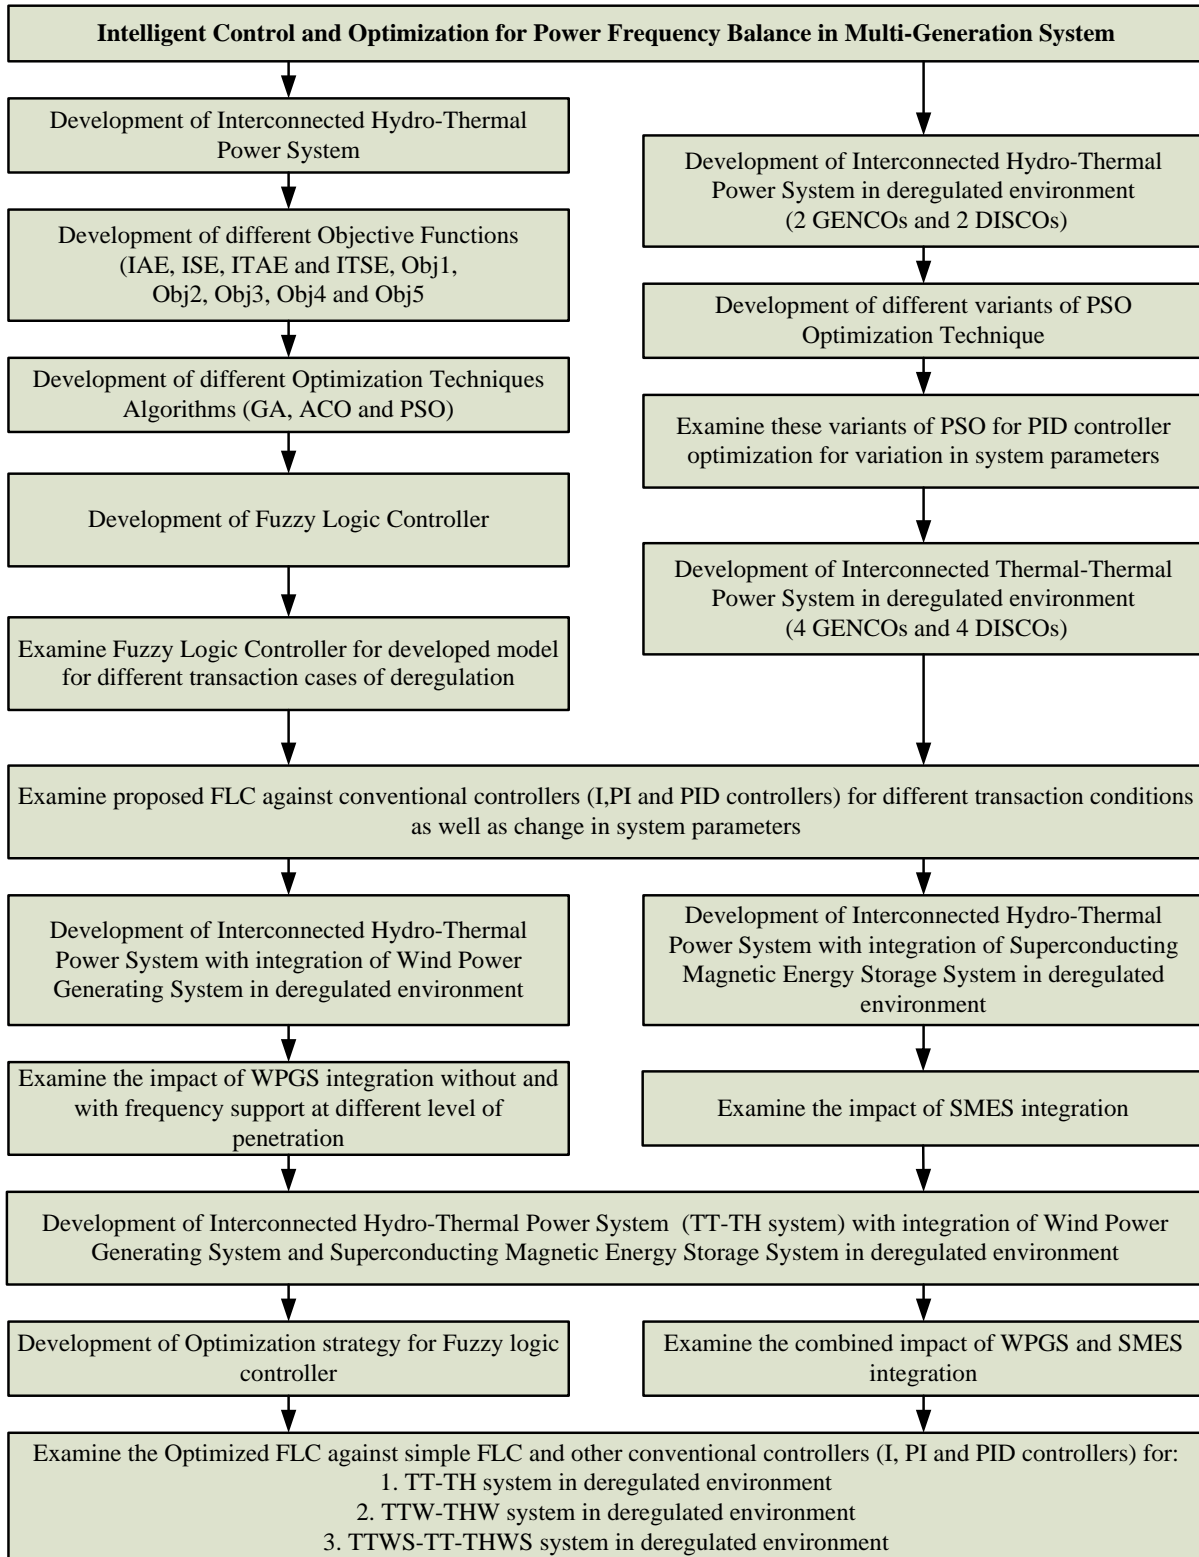 Intelligent Control and Optimization for Power Frequency Balance in Multi-Generation System
Development of Interconnected Hydro-Thermal
Power System
Development of different Objective Functions
(IAE, ISE, ITAE and ITSE, Obj1,
Obj2, Obj3, Obj4 and Obj5
Development of different Optimization Techniques
Algorithms (GA, ACO and PSO)
Development of Fuzzy Logic Controller
Examine Fuzzy Logic Controller for developed model
for different transaction cases of deregulation
Development of Interconnected Hydro-Thermal
Power System in deregulated environment
(2 GENCOs and 2 DISCOs)
Development of different variants of PSO
Optimization Technique
Examine these variants of PSO for PID controller
optimization for variation in system parameters
Development of Interconnected Thermal-Thermal
Power System in deregulated environment
(4 GENCOs and 4 DISCOs)
Examine proposed FLC against conventional controllers (I,PI and PID controllers) for different transaction conditions
as well as change in system parameters
Development of Interconnected Hydro-Thermal
Power System with integration of Wind Power
Generating System in deregulated environment
Examine the impact of WPGS integration without and
with frequency support at different level of
penetration
Development of Interconnected Hydro-Thermal
Power System with integration of Superconducting
Magnetic Energy Storage System in deregulated
environment
Examine the impact of SMES integration
Development of Interconnected Hydro-Thermal Power System (TT-TH system) with integration of Wind Power
Generating System and Superconducting Magnetic Energy Storage System in deregulated environment
Development of Optimization strategy for Fuzzy logic
controller
Examine the combined impact of WPGS and SMES
integration
Examine the Optimized FLC against simple FLC and other conventional controllers (I, PI and PID controllers) for:
1. TT-TH system in deregulated environment
2. TTW-THW system in deregulated environment
3. TTWS-TT-THWS system in deregulated environment